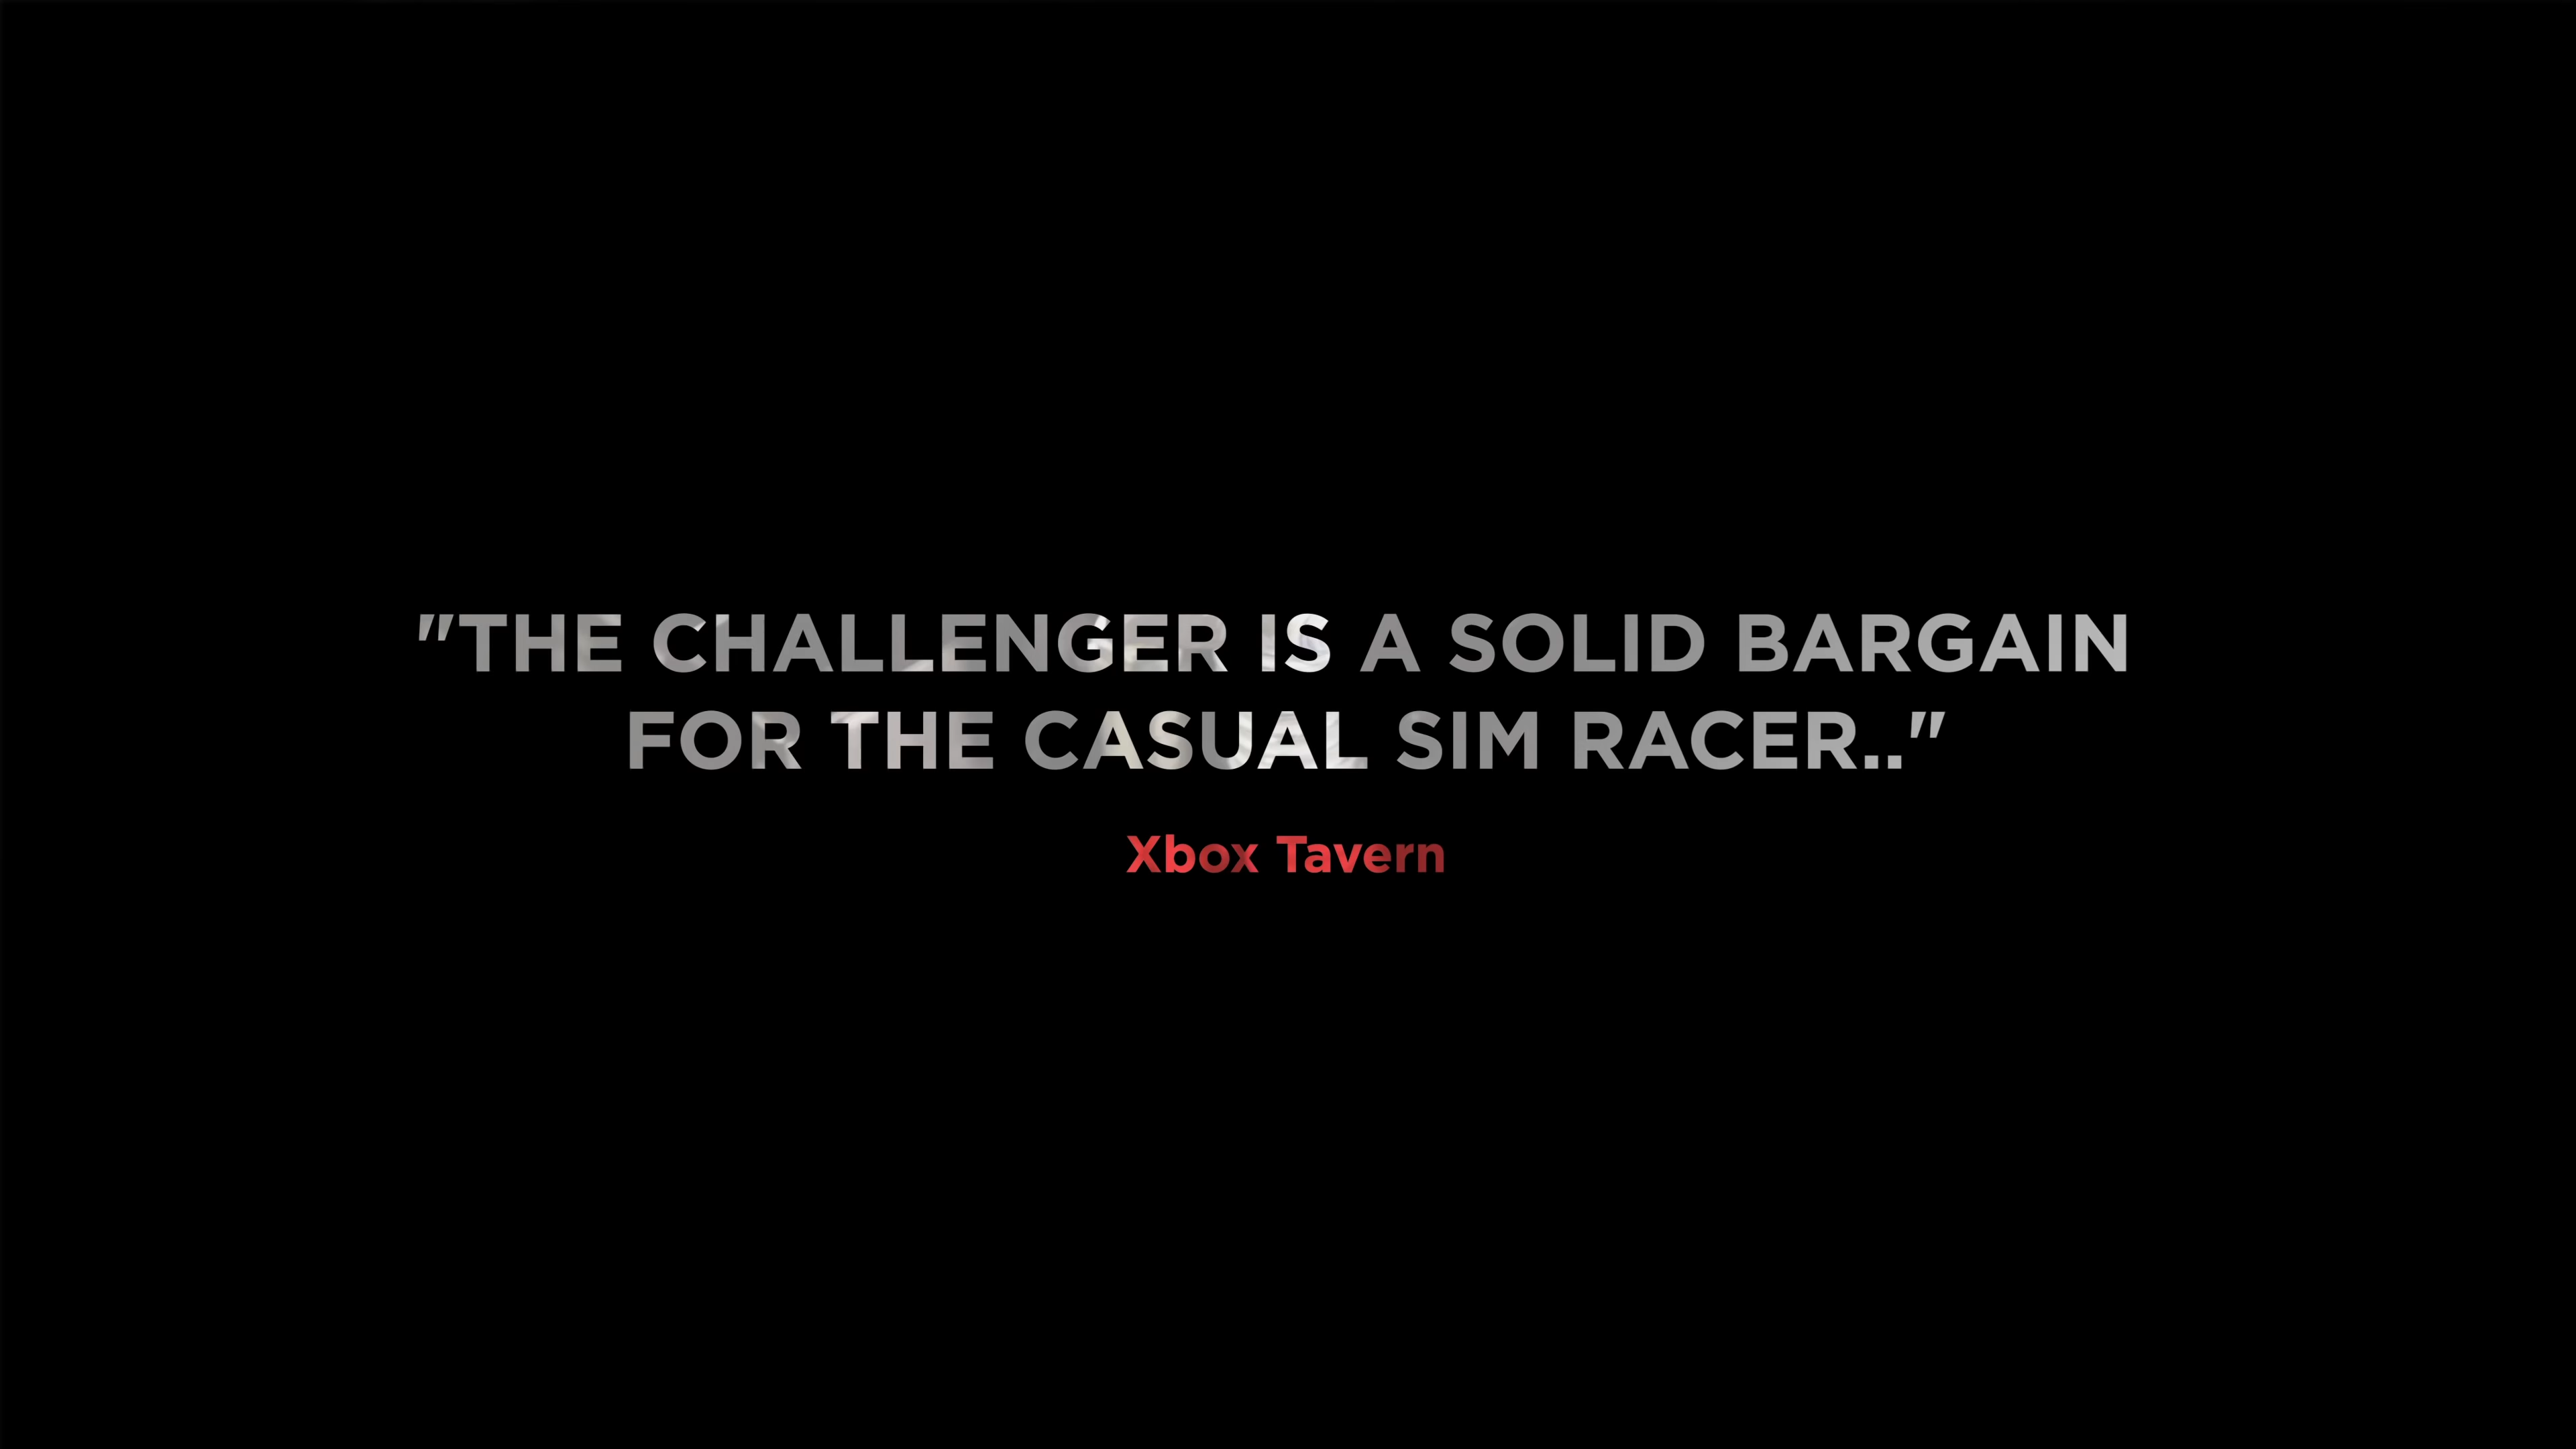 "THE CHALLENGER IS A SOLID BARGAIN
FOR THE CASUAL SIM RACER.."
Xbox Tavern